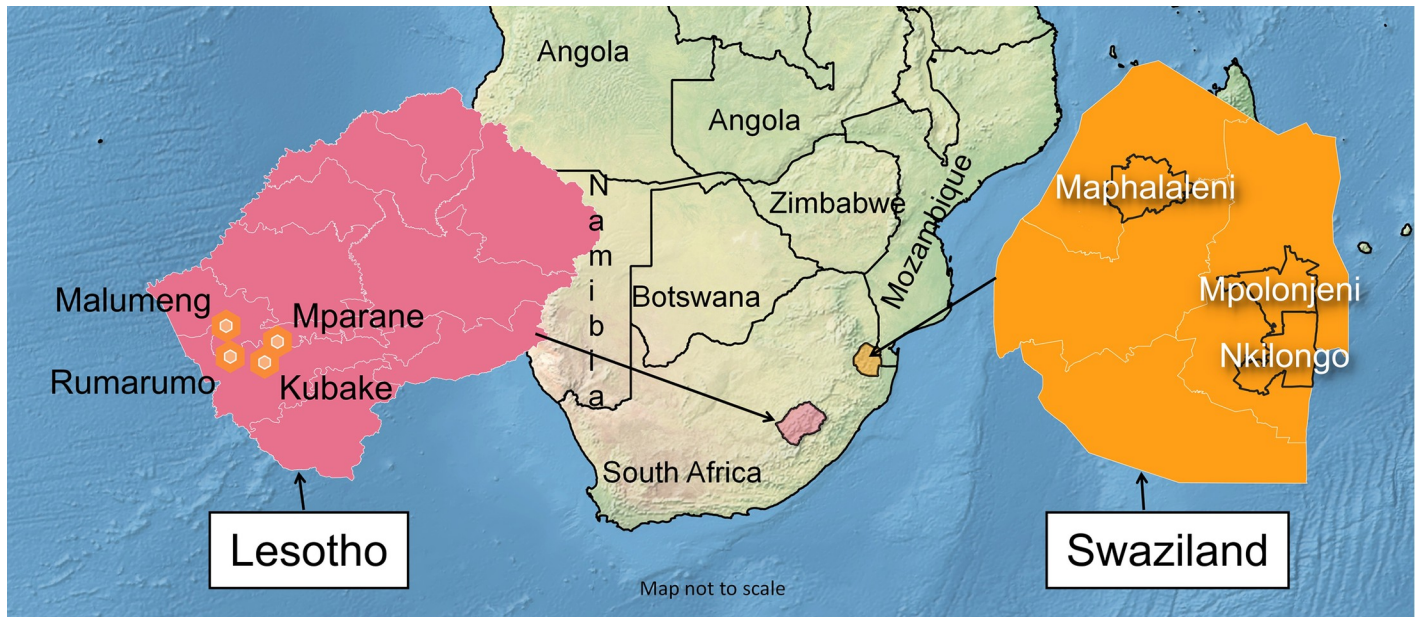 Angola
Angola
Namibia
Zimbabwe
Mozambique
Botswana
South Africa
Malumeng
Mparane
Rumarumo
Kubake
Maphalaleni
Mpolonjeni
Nkilongo
Lesotho
Swaziland
Map not to scale